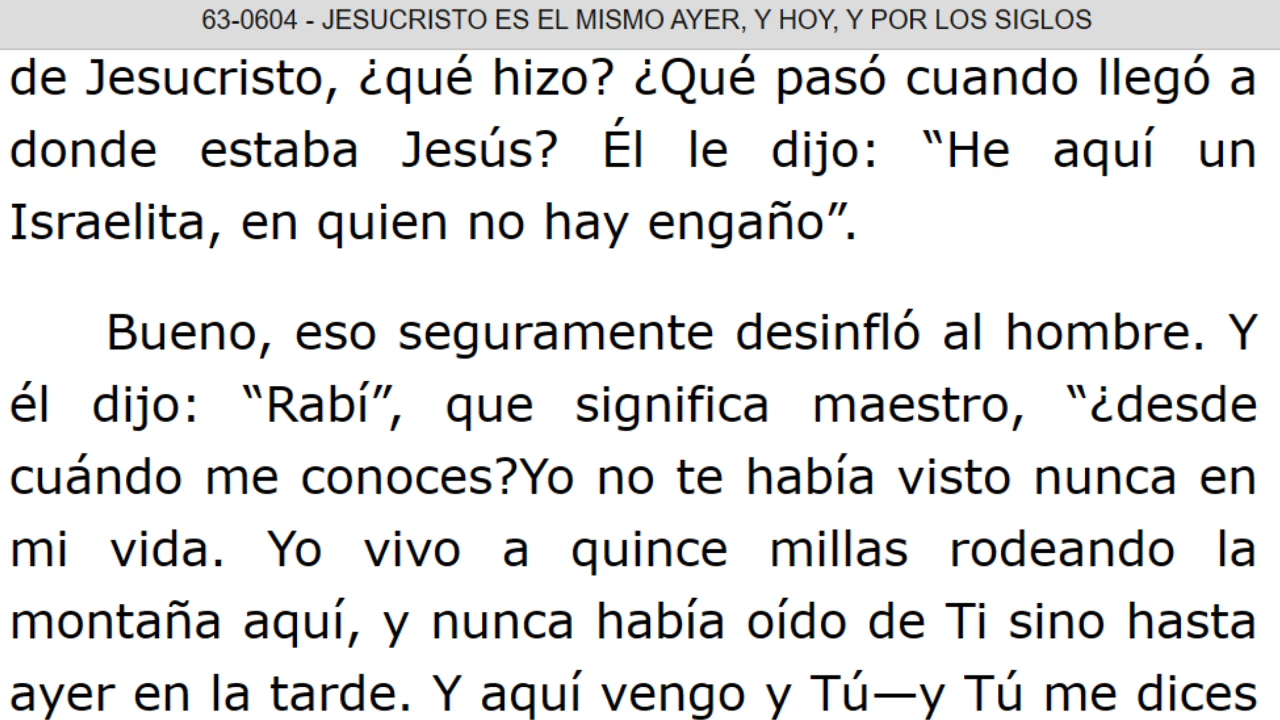 63-0604 - JESUCRISTO ES EL MISMO AYER, Y HOY, Y POR LOS SIGLOS
de Jesucristo, ¿qué hizo? ¿Qué pasó cuando llegó a
donde estaba Jesús? Él le dijo: “He aquí un
Israelita, en quien no hay engaño”.
Bueno, eso seguramente desinfló al hombre. Y
él dijo: “Rabí”, que significa maestro, “¿desde
cuándo me conoces?Yo no te había visto nunca en
mi vida. Yo vivo a quince millas rodeando la
montaña aquí, y nunca había oído de Ti sino hasta
ayer en la tarde. Y aquí vengo y Tú—y Tú me dices